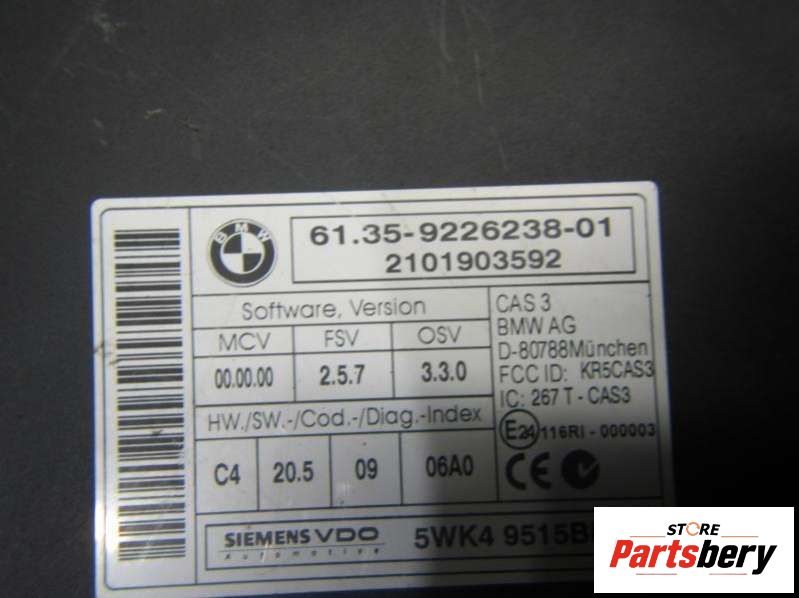 BMW
61.35-9226238-01
2101903592
Software, Version
MCV FSV OSV
00.00.00 2.5.7 3.3.0
HW./SW.-/Cod.-/Diag.-Index
C4 20.5 09 06A0
CAS 3
BMW AG
D-80788München
FCC ID: KR5CAS3
IC: 267 T - CAS3
E24 116RI - 000003
CE
SIEMENS VDO
Automotive
5WK4 9515B
STORE
Partsbery